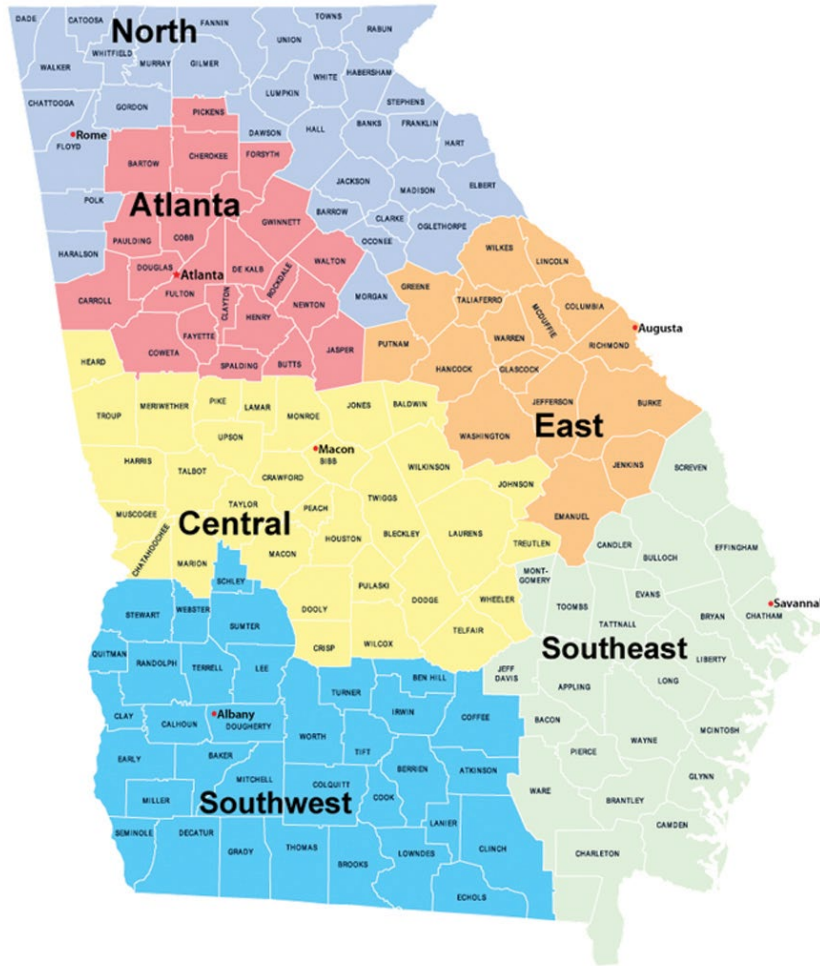 North
DADE
CATOOSA
WHITFIELD
FANNIN
UNION
TOWNS
RABUN
WALKER
MURRAY
GILMER
WHITE
HABERSHAM
LUMPKIN
CHATTOOGA
GORDON
PICKENS
DAWSON
HALL
BANKS
STEPHENS
FRANKLIN
HART
Rome
FLOYD
BARTOW
CHEROKEE
FORSYTH
JACKSON
MADISON
ELBERT
POLK
Atlanta
GWINNETT
BARROW
CLARKE
OCONEE
OGLETHORPE
HARALSON
PAULDING
COBB
DOUGLAS
Atlanta
DE KALB
ROCKDALE
WALTON
MORGAN
GREENE
WILKES
LINCOLN
CARROLL
FULTON
CLAYTON
HENRY
NEWTON
TALIAFERRO
MCDUFFIE
COLUMBIA
Augusta
RICHMOND
FAYETTE
COWETA
SPALDING
BUTTS
JASPER
PUTNAM
HANCOCK
WARREN
GLASCOCK
HEARD
TROUP
MERIWETHER
PIKE
LAMAR
MONROE
JONES
BALDWIN
WASHINGTON
JEFFERSON
East
BURKE
UPSON
Macon
BIBB
HARRIS
TALBOT
CRAWFORD
WILKINSON
JOHNSON
JENKINS
SCREVEN
EMANUEL
MUSCOGEE
CHATAHOOCHEE
TAYLOR
Central
PEACH
TWIGGS
MACON
HOUSTON
BLECKLEY
LAURENS
TREUTLEN
CANDLER
BULLOCH
EFFINGHAM
MARION
SCHLEY
DOOLY
PULASKI
DODGE
WHEELER
MONT-
GOMERY
TOOMBS
EVANS
TATTNALL
BRYAN
Savannah
CHATHAM
STEWART
WEBSTER
SUMTER
CRISP
WILCOX
TELFAIR
Southeast
LIBERTY
QUITMAN
RANDOLPH
TERRELL
LEE
TURNER
BEN HILL
JEFF
DAVIS
APPLING
LONG
CLAY
CALHOUN
Albany
DOUGHERTY
WORTH
IRWIN
COFFEE
BACON
WAYNE
MCINTOSH
EARLY
BAKER
TIFT
PIERCE
MITCHELL
COLQUITT
BERRIEN
ATKINSON
WARE
GLYNN
MILLER
Southwest
COOK
BRANTLEY
SEMINOLE
DECATUR
GRADY
THOMAS
BROOKS
LANIER
LOWNDES
CLINCH
ECHOLS
CAMDEN
CHARLETON